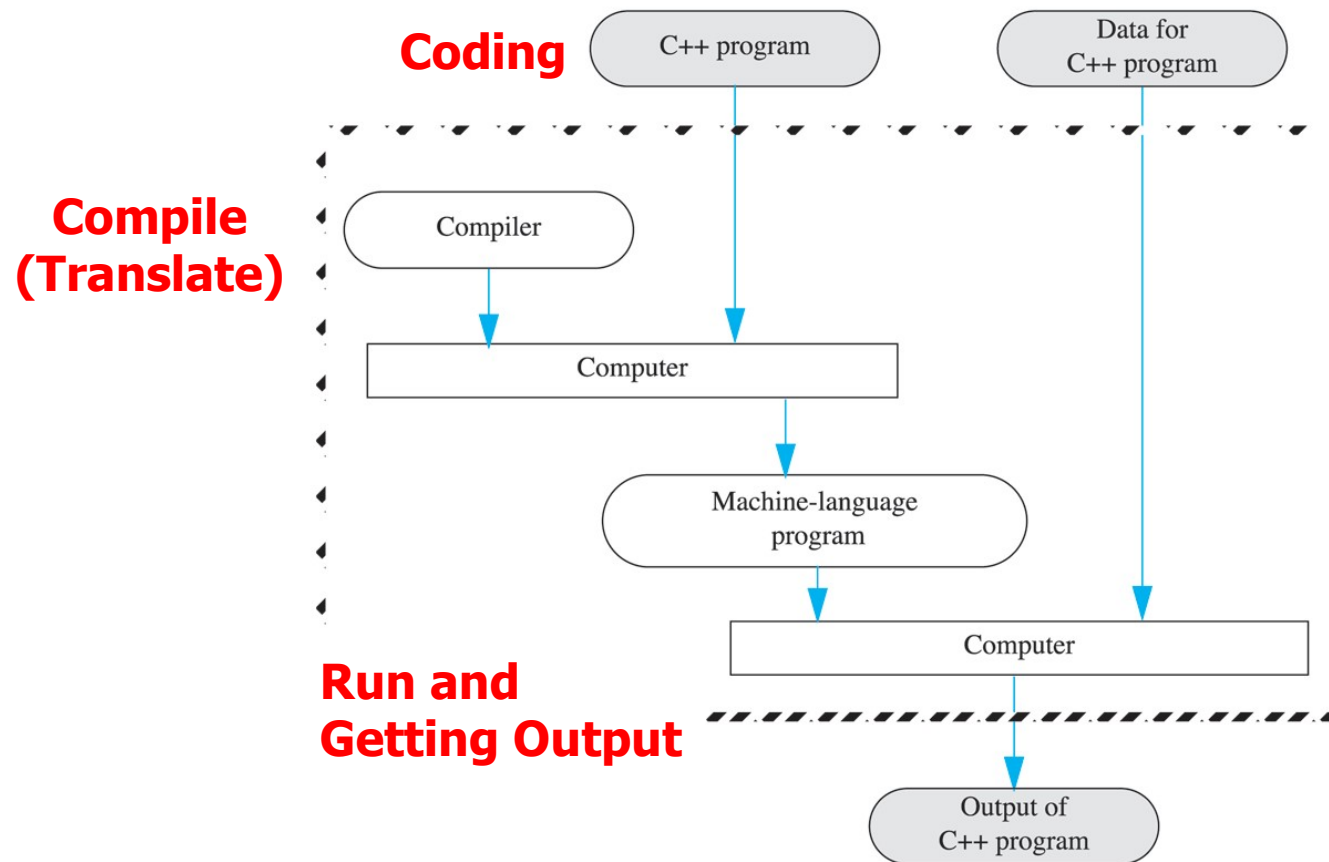 Coding
C++ program
Data for
C++ program
Compile
(Translate)
Compiler
Computer
Machine-language
program
Computer
Run and
Getting Output
Output of
C++ program